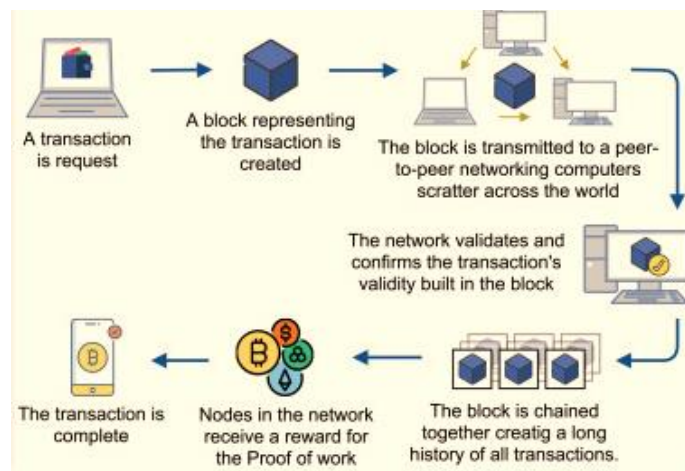 A transaction
is request
A block representing
the transaction is
created
The block is transmitted to a peer-
to-peer networking computers
scratter across the world
The network validates and
confirms the transaction's
validity built in the block
The block is chained
together creatig a long
history of all transactions.
Nodes in the network
receive a reward for
the Proof of work
The transaction is
complete